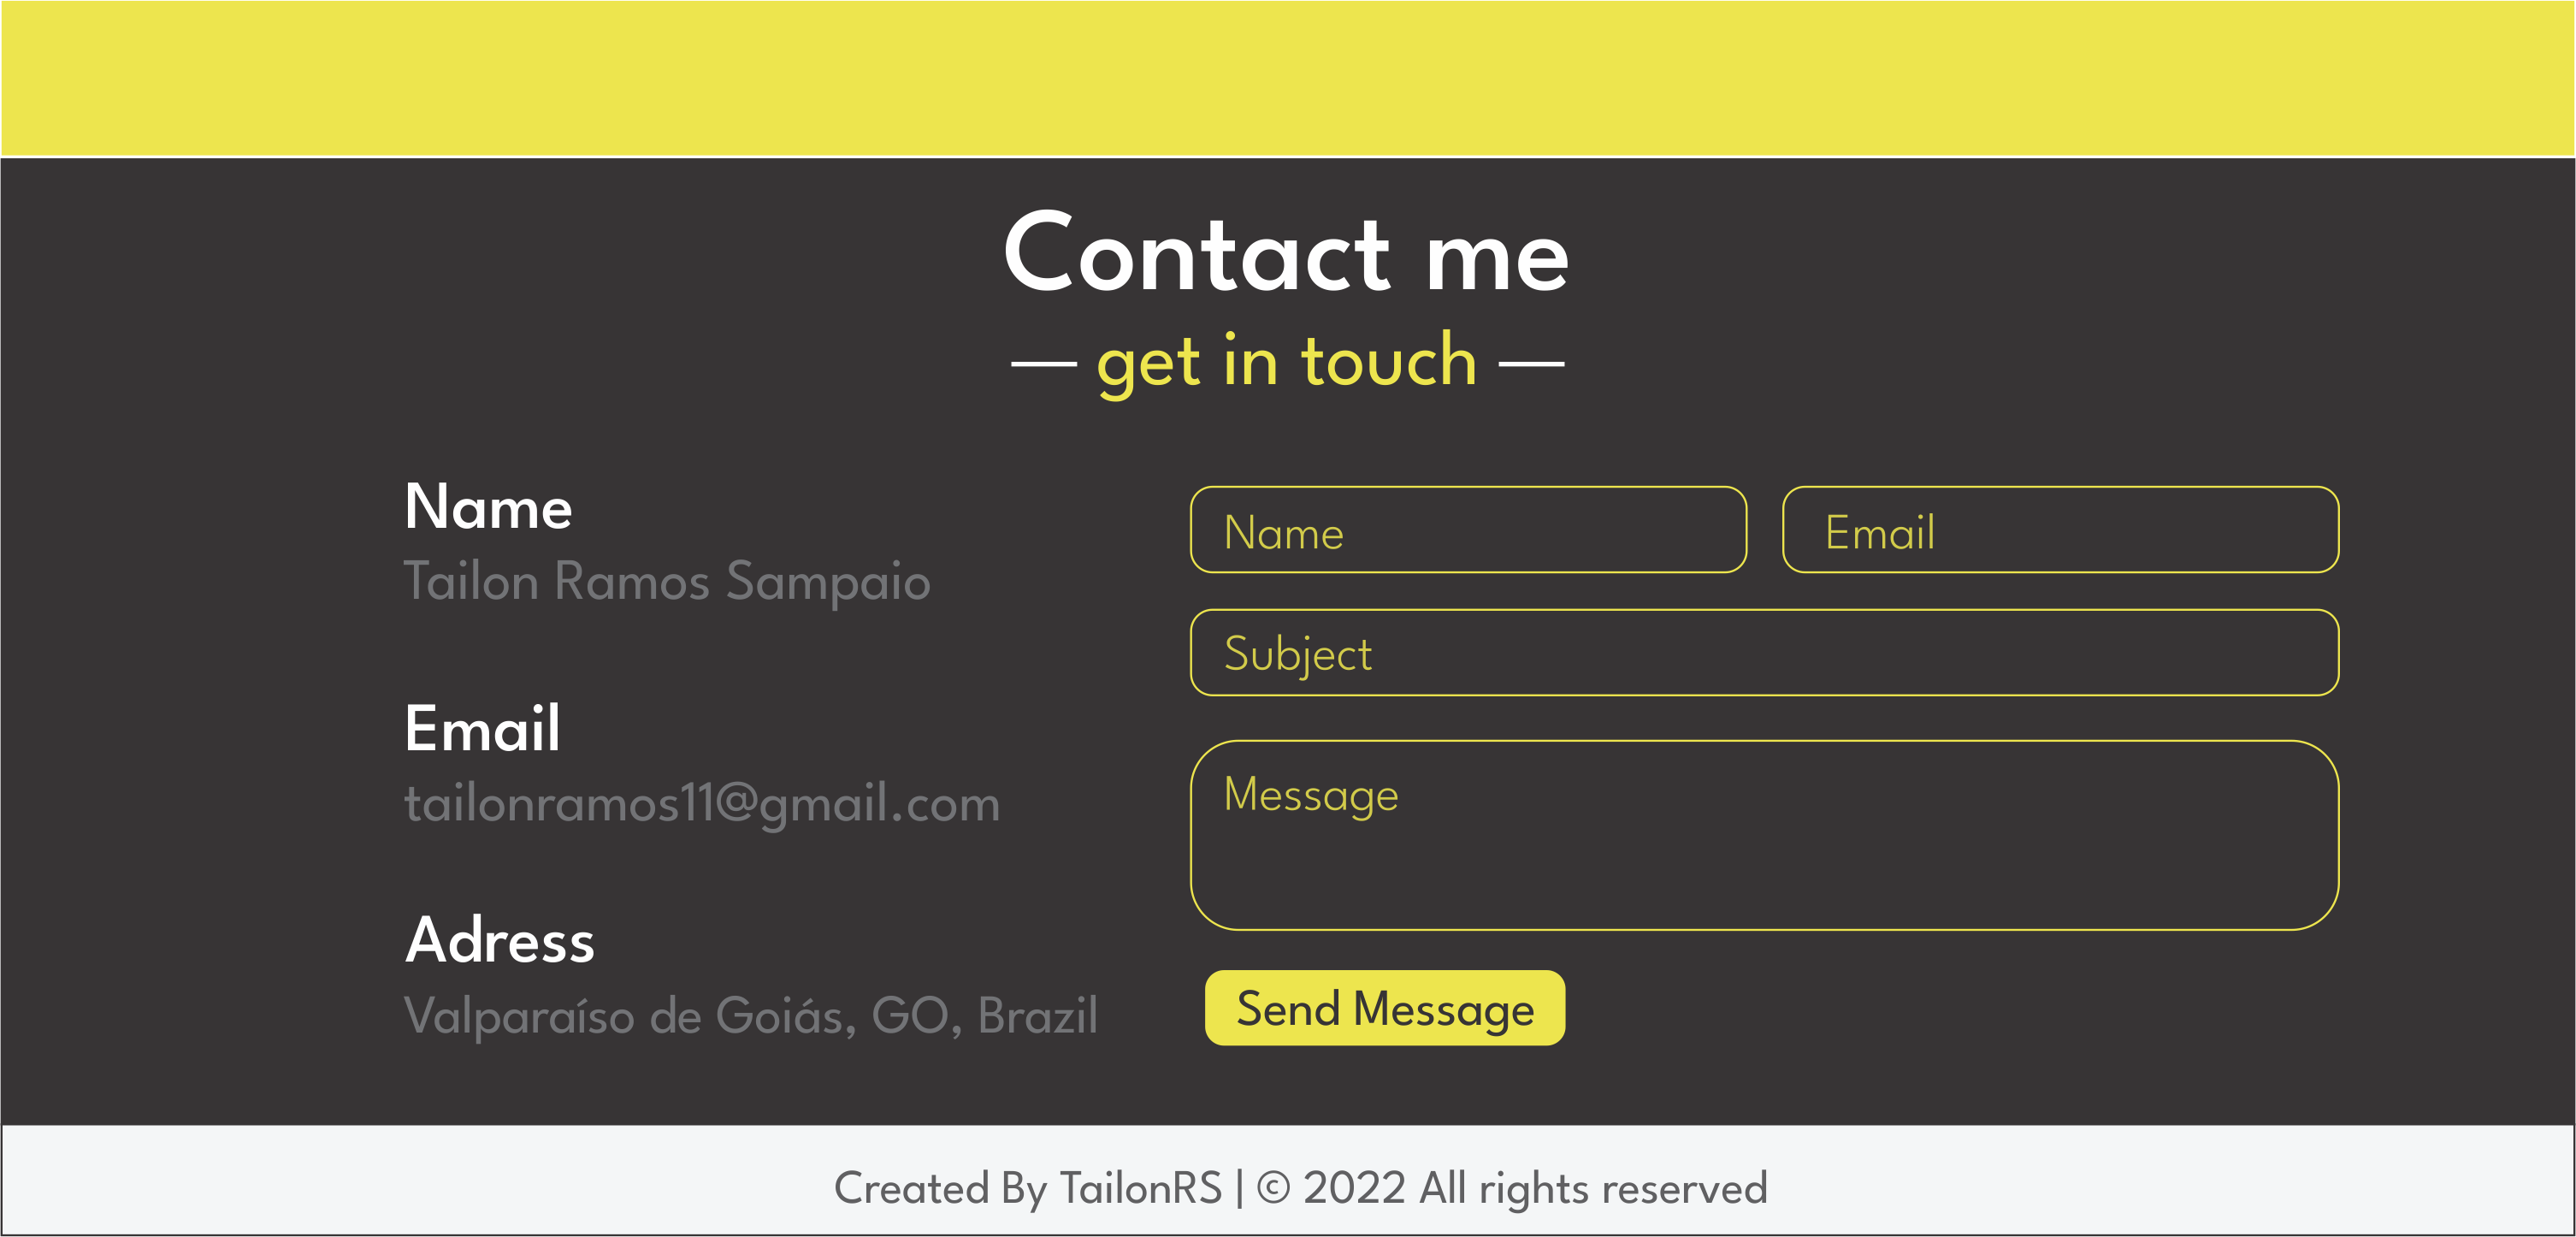 Contact me
— get in touch —
Name
Tailon Ramos Sampaio
Email
tailonramos11@gmail.com
Adress
Valparaíso de Goiás, GO, Brazil
Name
Email
Subject
Message
Send Message
Created By TailonRS | © 2022 All rights reserved